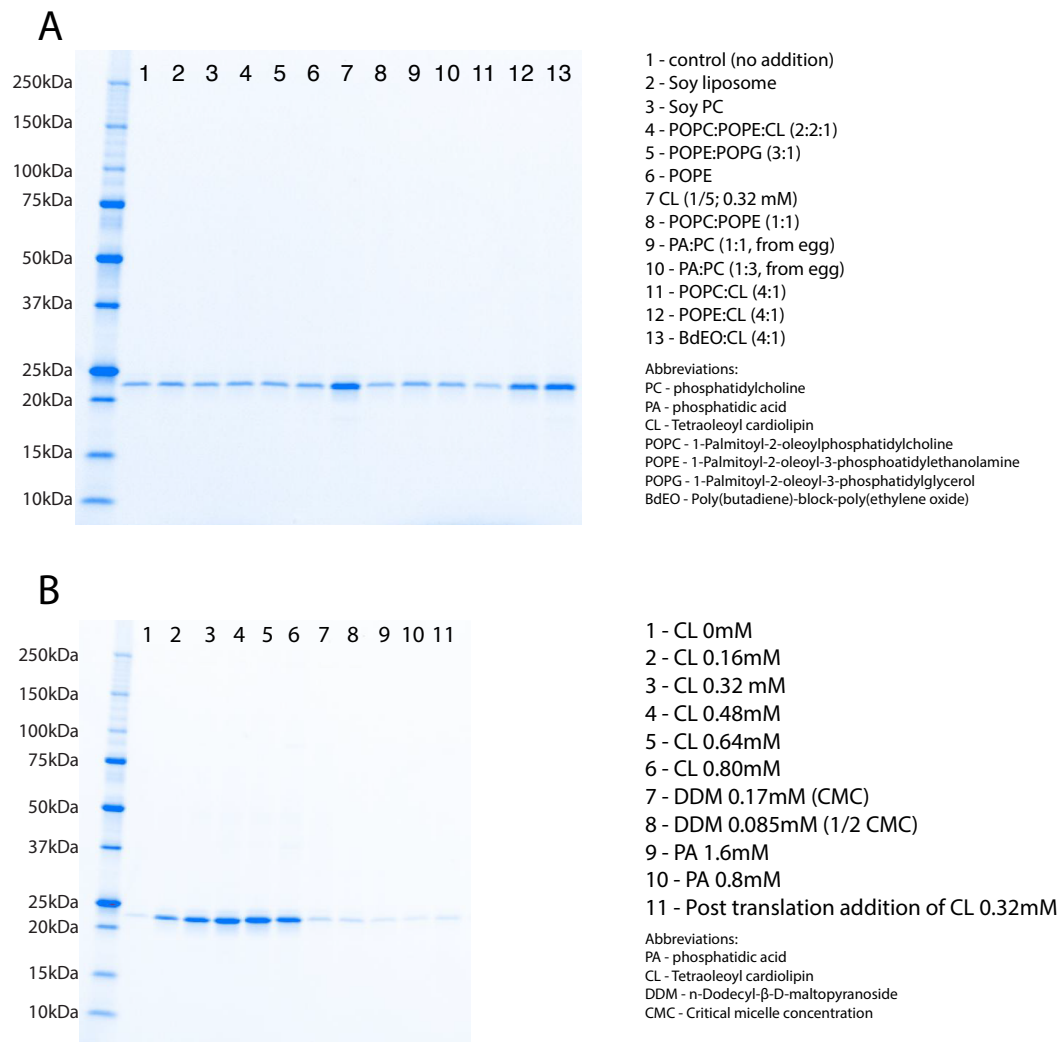 A
1 2 3 4 5 6 7 8 9 10 11 12 13
250kDa
150kDa
100kDa
75kDa
50kDa
37kDa
25kDa
20kDa
15kDa
10kDa
1 - control (no addition)
2 - Soy liposome
3 - Soy PC
4 - POPC:POPE:CL (2:2:1)
5 - POPE:POPG (3:1)
6 - POPE
7 CL (1/5; 0.32 mM)
8 - POPC:POPE (1:1)
9 - PA:PC (1:1, from egg)
10 - PA:PC (1:3, from egg)
11 - POPC:CL (4:1)
12 - POPE:CL (4:1)
13 - BdEO:CL (4:1)
Abbreviations:
PC - phosphatidylcholine
PA - phosphatidic acid
CL - Tetraoleoyl cardiolipin
POPC - 1-Palmitoyl-2-oleoylphosphatidylcholine
POPE - 1-Palmitoyl-2-oleoyl-3-phosphoatidylethanolamine
POPG - 1-Palmitoyl-2-oleoyl-3-phosphatidylglycerol
BdEO - Poly(butadiene)-block-poly(ethylene oxide)
B
1 2 3 4 5 6 7 8 9 10 11
250kDa
150kDa
100kDa
75kDa
50kDa
37kDa
25kDa
20kDa
15kDa
10kDa
1 - CL 0mM
2 - CL 0.16mM
3 - CL 0.32 mM
4 - CL 0.48mM
5 - CL 0.64mM
6 - CL 0.80mM
7 - DDM 0.17mM (CMC)
8 - DDM 0.085mM (1/2 CMC)
9 - PA 1.6mM
10 - PA 0.8mM
11 - Post translation addition of CL 0.32mM
Abbreviations:
PA - phosphatidic acid
CL - Tetraoleoyl cardiolipin
DDM - n-Dodecyl-β-D-maltopyranoside
CMC - Critical micelle concentration